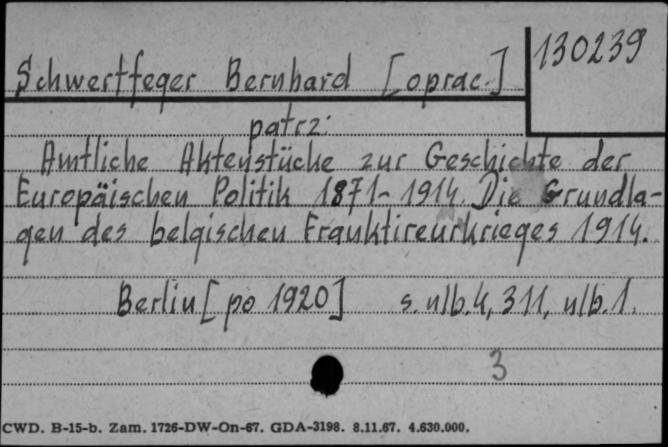 Schwertfeger Bernhard [oprac.]
130239
patrz:
Amtliche Aktenstücke zur Geschichte der
Europäischen Politik 1871-1914. Die Grundla-
gen des belgischen Franktireurkrieges 1914.
Berlin [po 1920] s. nlb. 4, 311, nlb. 1.
3
CWD. B-15-b. Zam. 1726-DW-On-67. GDA-3198. 8.11.67. 4.630.000.